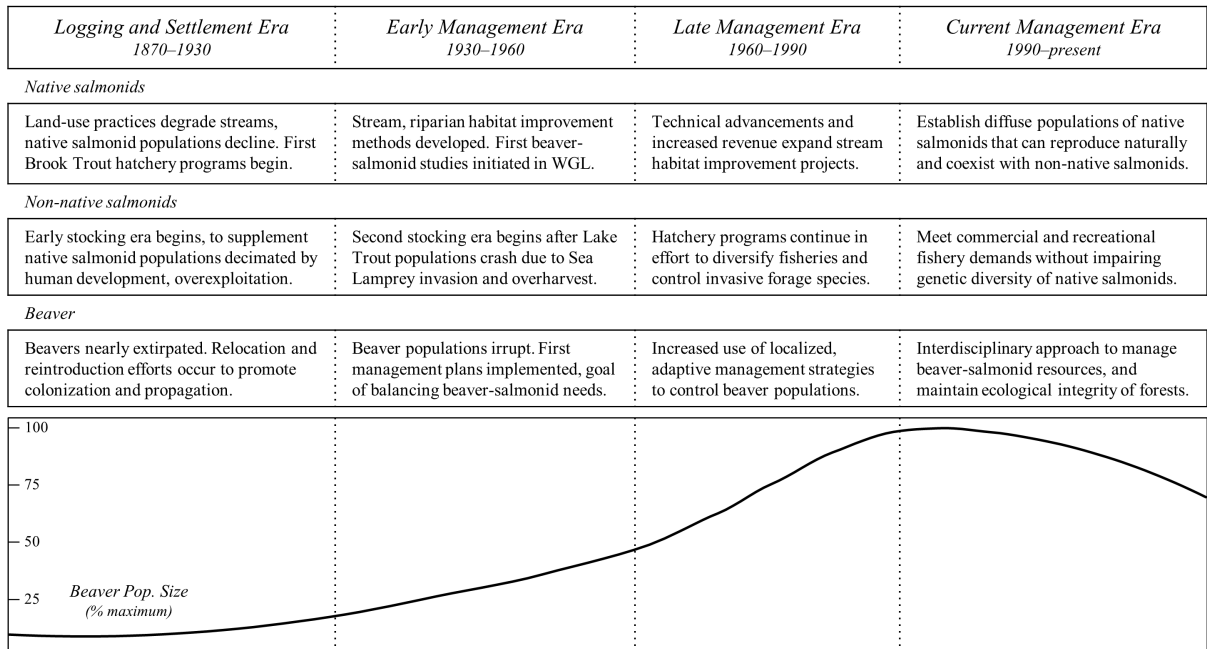 Logging and Settlement Era
1870–1930
Early Management Era
1930–1960
Late Management Era
1960–1990
Current Management Era
1990–present
Native salmonids
Land-use practices degrade streams,
native salmonid populations decline. First
Brook Trout hatchery programs begin.
Stream, riparian habitat improvement
methods developed. First beaver-
salmonid studies initiated in WGL.
Technical advancements and
increased revenue expand stream
habitat improvement projects.
Establish diffuse populations of native
salmonids that can reproduce naturally
and coexist with non-native salmonids.
Non-native salmonids
Early stocking era begins, to supplement
native salmonid populations decimated by
human development, overexploitation.
Second stocking era begins after Lake
Trout populations crash due to Sea
Lamprey invasion and overharvest.
Hatchery programs continue in
effort to diversify fisheries and
control invasive forage species.
Meet commercial and recreational
fishery demands without impairing
genetic diversity of native salmonids.
Beaver
Beavers nearly extirpated. Relocation and
reintroduction efforts occur to promote
colonization and propagation.
Beaver populations irrupt. First
management plans implemented, goal
of balancing beaver-salmonid needs.
Increased use of localized,
adaptive management strategies
to control beaver populations.
Interdisciplinary approach to manage
beaver-salmonid resources, and
maintain ecological integrity of forests.
100
75
50
25
Beaver Pop. Size
(% maximum)